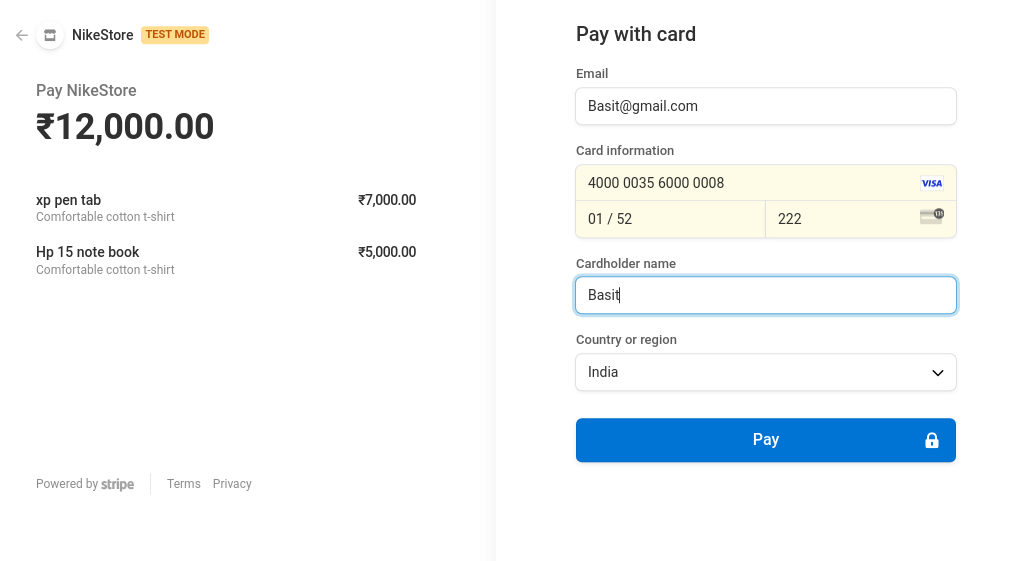 NikeStore TEST MODE
Pay NikeStore
₹12,000.00
xp pen tab ₹7,000.00
Comfortable cotton t-shirt
Hp 15 note book ₹5,000.00
Comfortable cotton t-shirt
Powered by stripe Terms Privacy
Pay with card
Email
Basit@gmail.com
Card information
4000 0035 6000 0008 VISA
01 / 52 222 135
Cardholder name
Basit
Country or region
India
Pay